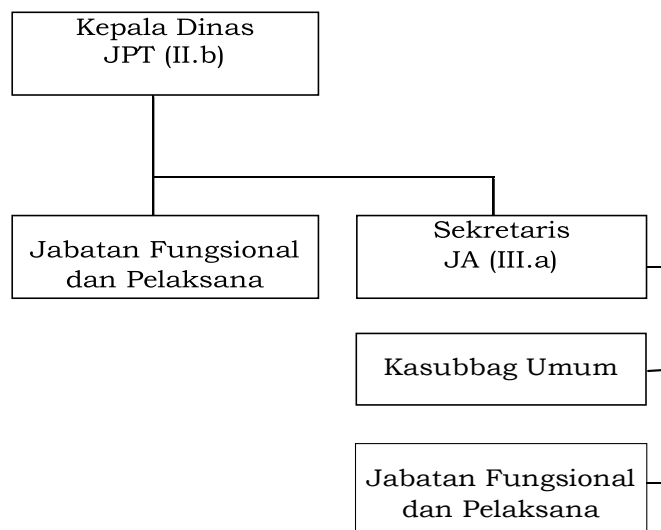 Kepala Dinas
JPT (II.b)
Jabatan Fungsional
dan Pelaksana
Sekretaris
JA (III.a)
Kasubbag Umum
Jabatan Fungsional
dan Pelaksana